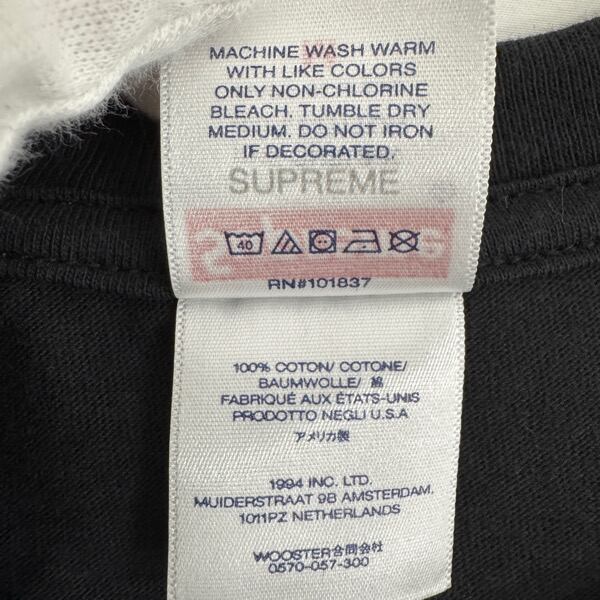 MACHINE WASH WARM
WITH LIKE COLORS
ONLY NON-CHLORINE
BLEACH. TUMBLE DRY
MEDIUM. DO NOT IRON
IF DECORATED.
SUPREME
40
RN#101837
100% COTON/ COTONE/
BAUMWOLLE/ 綿
FABRIQUÉ AUX ÉTATS-UNIS
PRODOTTO NEGLI U.S.A
アメリカ製
1994 INC. LTD.
MUIDERSTRAAT 9B AMSTERDAM.
1011PZ NETHERLANDS
WOOSTER合同会社
0570-057-300